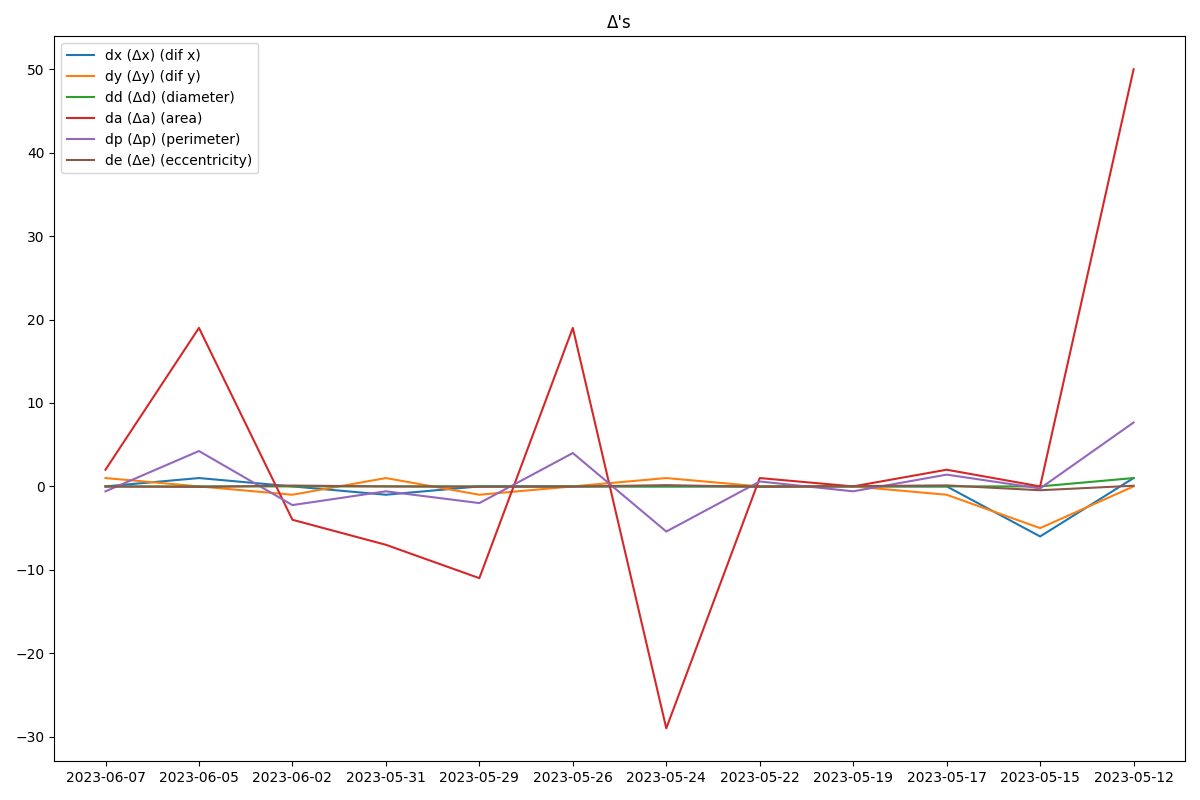 Δ's
dx (Δx) (dif x)
dy (Δy) (dif y)
dd (Δd) (diameter)
da (Δa) (area)
dp (Δp) (perimeter)
de (Δe) (eccentricity)
50
40
30
20
10
0
−10
−20
−30
2023-06-07 2023-06-05 2023-06-02 2023-05-31 2023-05-29 2023-05-26 2023-05-24 2023-05-22 2023-05-19 2023-05-17 2023-05-15 2023-05-12